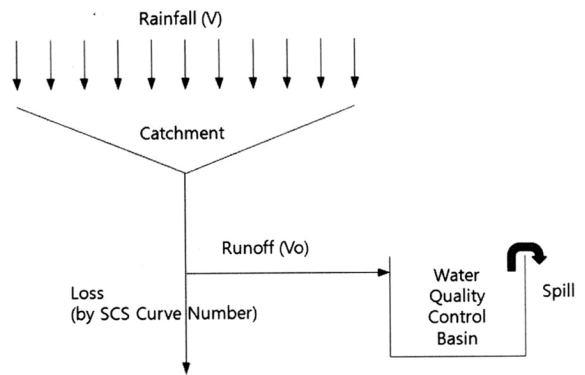 Rainfall (V)
Catchment
Runoff (Vo)
Loss
(by SCS Curve Number)
Water
Quality
Control
Basin
Spill